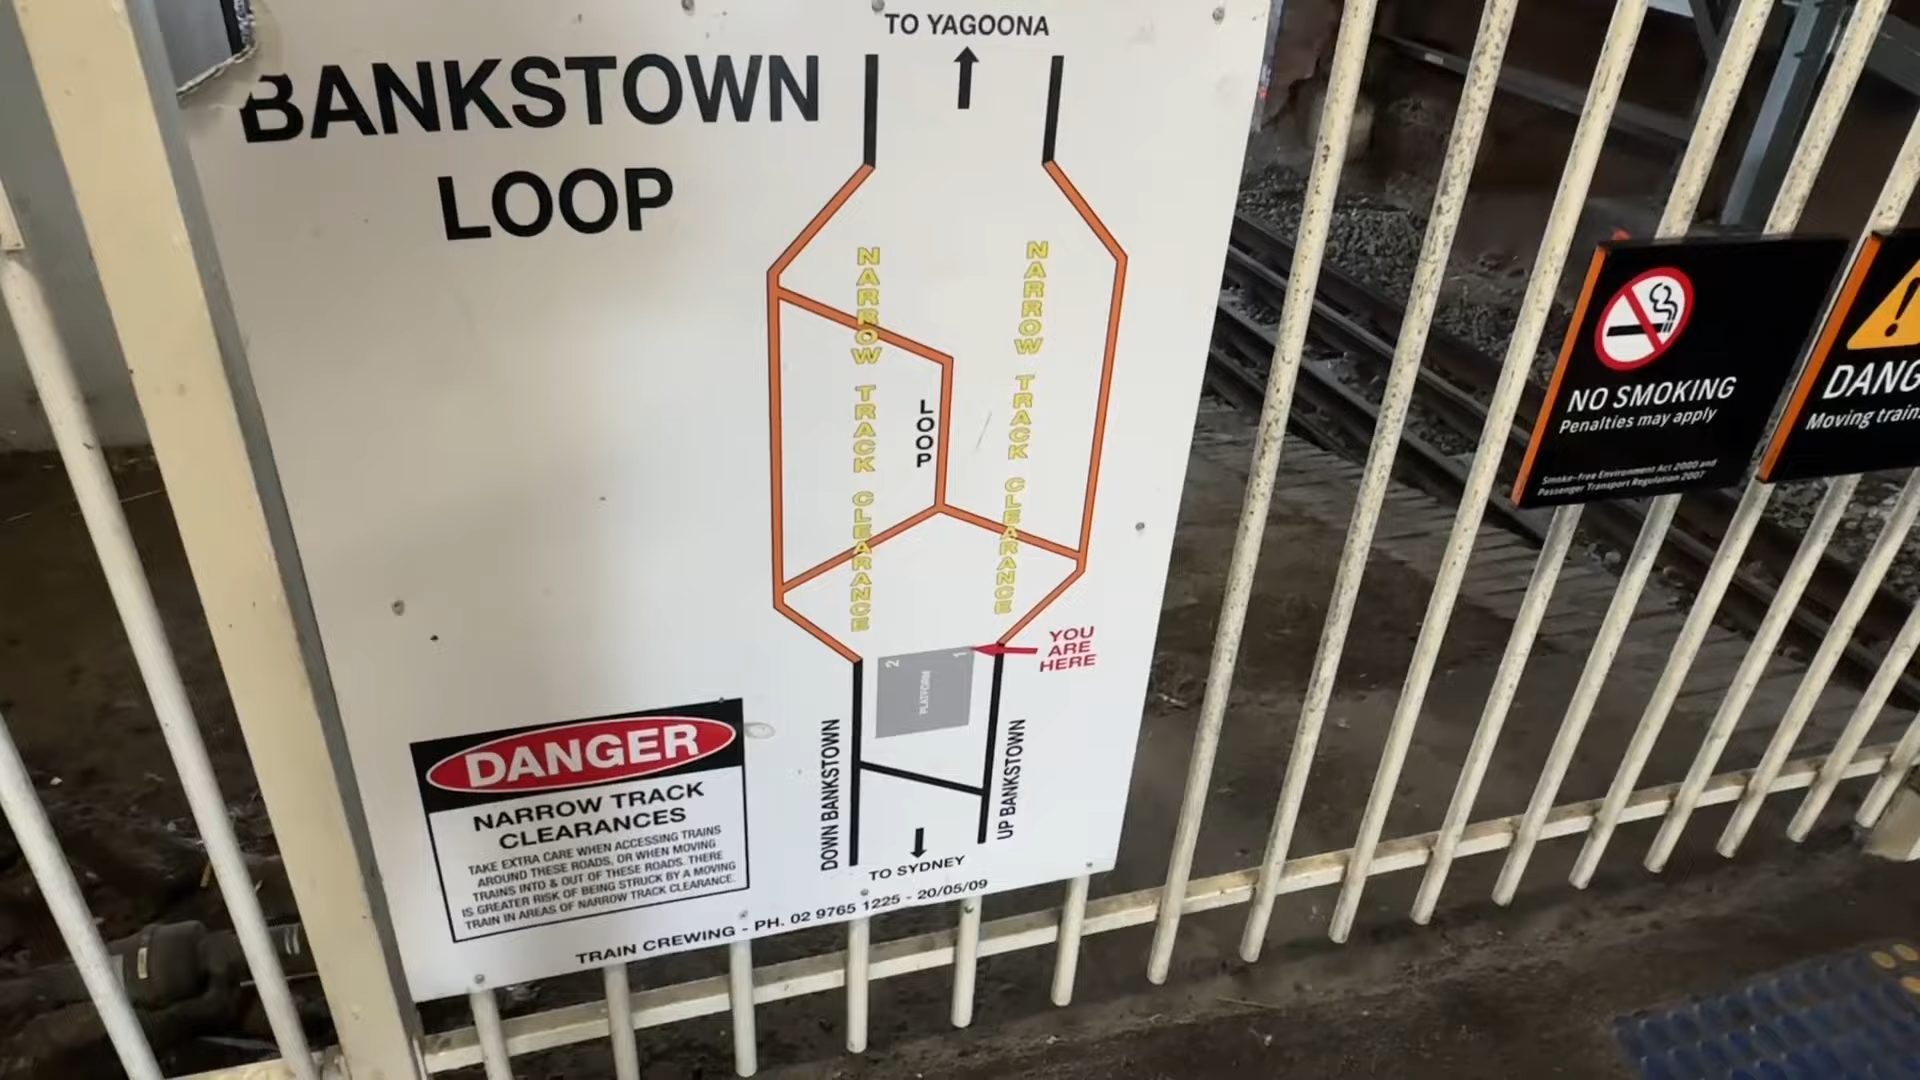 BANKSTOWN
LOOP
TO YAGOONA
NARROW TRACK CLEARANCE
NARROW TRACK CLEARANCE
LOOP
YOU
ARE
HERE
2
1
PLATFORM
DOWN BANKSTOWN
UP BANKSTOWN
TO SYDNEY
DANGER
NARROW TRACK
CLEARANCES
TAKE EXTRA CARE WHEN ACCESSING TRAINS
AROUND THESE ROADS, OR WHEN MOVING
TRAINS INTO & OUT OF THESE ROADS. THERE
IS GREATER RISK OF BEING STRUCK BY A MOVING
TRAIN IN AREAS OF NARROW TRACK CLEARANCE.
TRAIN CREWING - PH. 02 9765 1225 - 20/05/09
NO SMOKING
Penalties may apply
Smoke-free Environment Act 2000 and
Passenger Transport Regulation 2007
DANG
Moving train